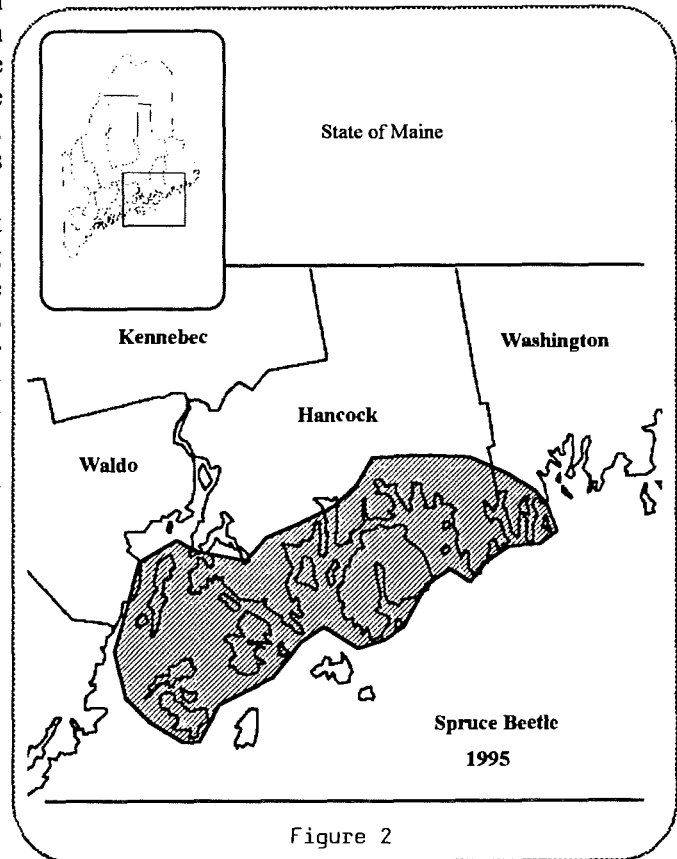 State of Maine
Kennebec
Washington
Hancock
Waldo
Spruce Beetle
1995
Figure 2